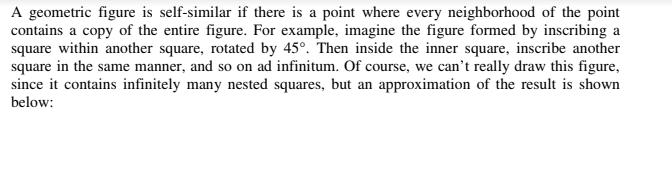 A geometric figure is self-similar if there is a point where every neighborhood of the point
contains a copy of the entire figure. For example, imagine the figure formed by inscribing a
square within another square, rotated by 45°. Then inside the inner square, inscribe another
square in the same manner, and so on ad infinitum. Of course, we can't really draw this figure,
since it contains infinitely many nested squares, but an approximation of the result is shown
below: